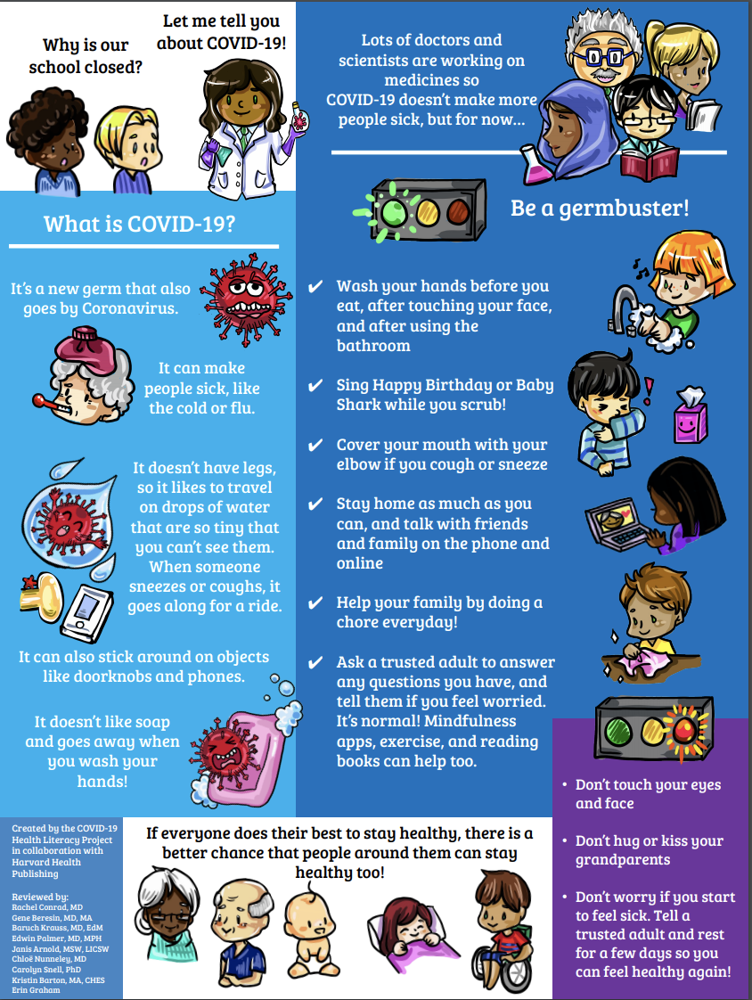 Why is our
school closed?
Let me tell you
about COVID-19!
What is COVID-19?
It's a new germ that also
goes by Coronavirus.
It can make
people sick, like
the cold or flu.
It doesn't have legs,
so it likes to travel
on drops of water
that are so tiny that
you can't see them.
When someone
sneezes or coughs, it
goes along for a ride.
It can also stick around on objects
like doorknobs and phones.
It doesn't like soap
and goes away when
you wash your
hands!
Lots of doctors and
scientists are working on
medicines so
COVID-19 doesn't make more
people sick, but for now...
Be a germbuster!
✔ Wash your hands before you
eat, after touching your face,
and after using the
bathroom
✔ Sing Happy Birthday or Baby
Shark while you scrub!
✔ Cover your mouth with your
elbow if you cough or sneeze
✔ Stay home as much as you
can, and talk with friends
and family on the phone and
online
✔ Help your family by doing a
chore everyday!
✔ Ask a trusted adult to answer
any questions you have, and
tell them if you feel worried.
It's normal! Mindfulness
apps, exercise, and reading
books can help too.
• Don't touch your eyes
and face
• Don't hug or kiss your
grandparents
• Don't worry if you start
to feel sick. Tell a
trusted adult and rest
for a few days so you
can feel healthy again!
If everyone does their best to stay healthy, there is a
better chance that people around them can stay
healthy too!
Created by the COVID-19
Health Literacy Project
in collaboration with
Harvard Health
Publishing
Reviewed by:
Rachel Conrad, MD
Gene Beresin, MD, MA
Baruch Krauss, MD, EdM
Edwin Palmer, MD, MPH
Janis Arnold, MSW, LICSW
Chloë Nunneley, MD
Carolyn Snell, PhD
Kristin Barton, MA, CHES
Erin Graham